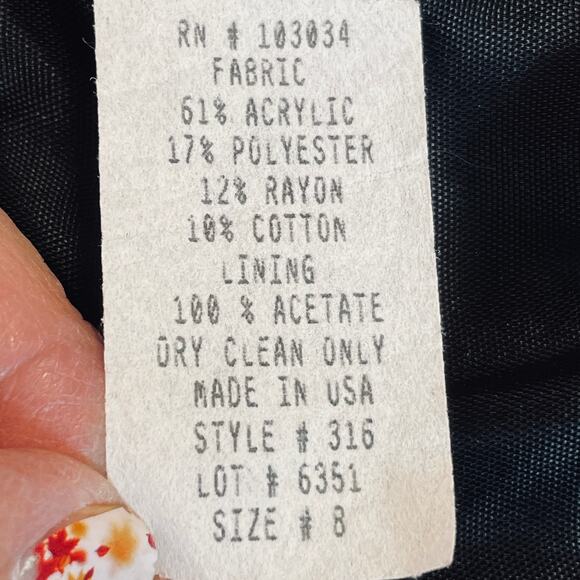 RN # 103034
FABRIC
61% ACRYLIC
17% POLYESTER
12% RAYON
10% COTTON
LINING
100 % ACETATE
DRY CLEAN ONLY
MADE IN USA
STYLE # 316
LOT # 6351
SIZE # 8